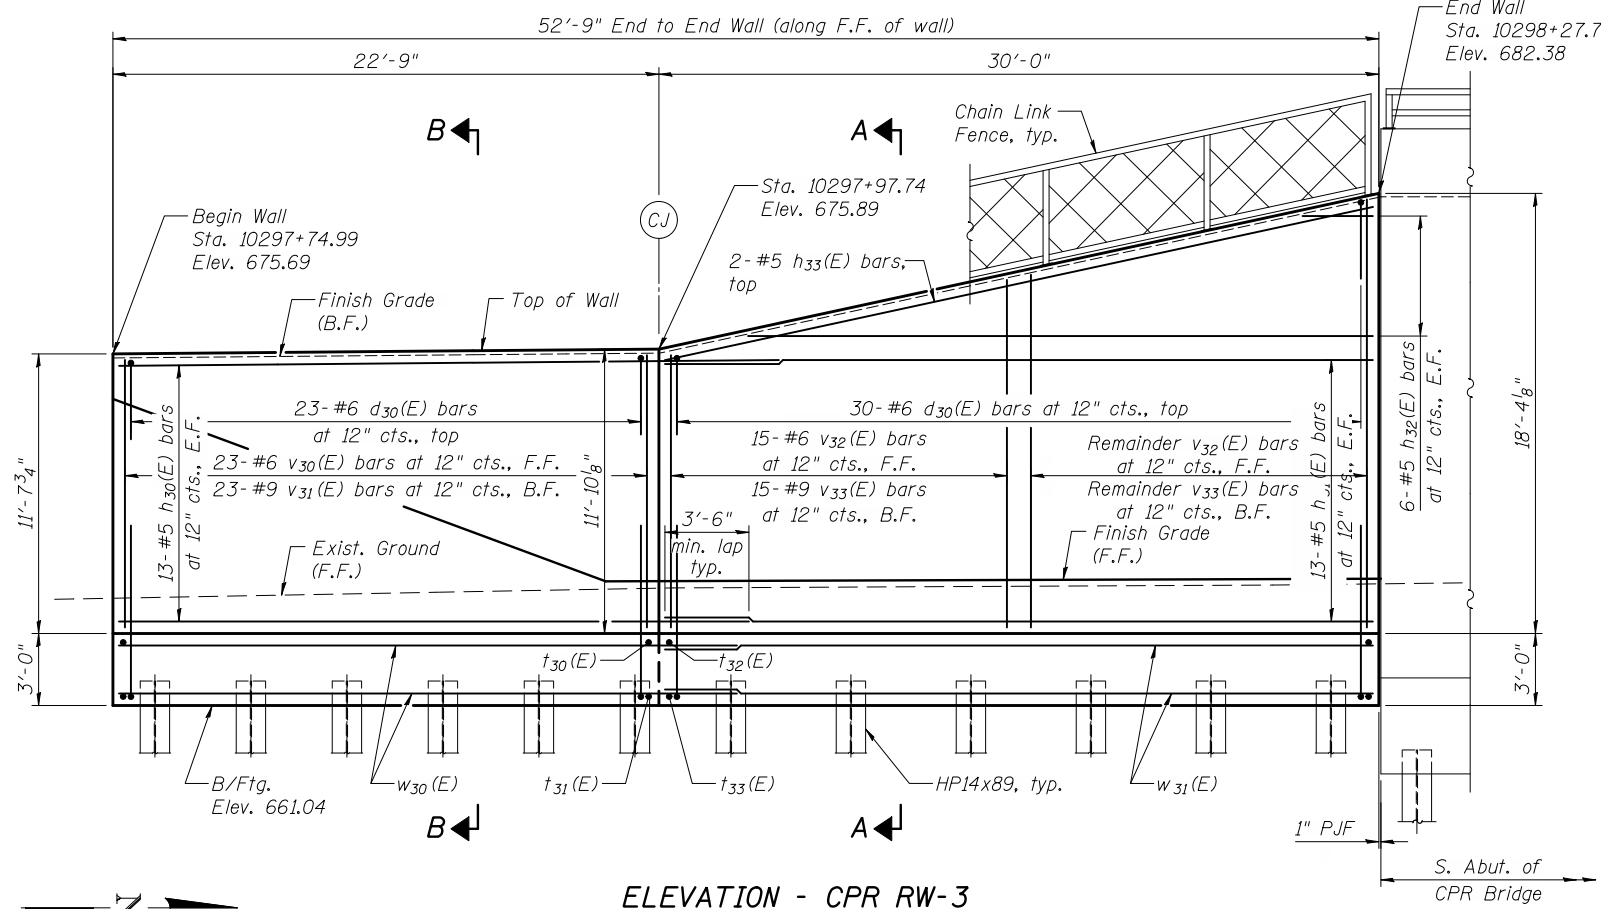 52'-9" End to End Wall (along F.F. of wall)
22'-9"
30'-0"
End Wall
Sta. 10298+27.7
Elev. 682.38
B
A
Chain Link
Fence, typ.
Sta. 10297+97.74
Elev. 675.89
CJ
Begin Wall
Sta. 10297+74.99
Elev. 675.69
2-#5 h33(E) bars,
top
Finish Grade
(B.F.)
Top of Wall
23-#6 d30(E) bars
at 12" cts., top
30-#6 d30(E) bars at 12" cts., top
13-#5 h30(E) bars
at 12" cts., E.F.
23-#6 v30(E) bars at 12" cts., F.F.
23-#9 v31(E) bars at 12" cts., B.F.
11'-10⅛"
15-#6 v32(E) bars
at 12" cts., F.F.
15-#9 v33(E) bars
at 12" cts., B.F.
Remainder v32(E) bars
at 12" cts., F.F.
Remainder v33(E) bars
at 12" cts., B.F.
13-#5 h31(E) bars
at 12" cts., E.F.
6-#5 h32(E) bars
at 12" cts., E.F.
18'-4⅛"
11'-7¾"
3'-6"
min. lap
typ.
Exist. Ground
(F.F.)
Finish Grade
(F.F.)
3'-0"
t30(E)
t32(E)
3'-0"
B/Ftg.
Elev. 661.04
w30(E)
t31(E)
t33(E)
HP14x89, typ.
w31(E)
B
A
1" PJF
S. Abut. of
CPR Bridge
ELEVATION - CPR RW-3